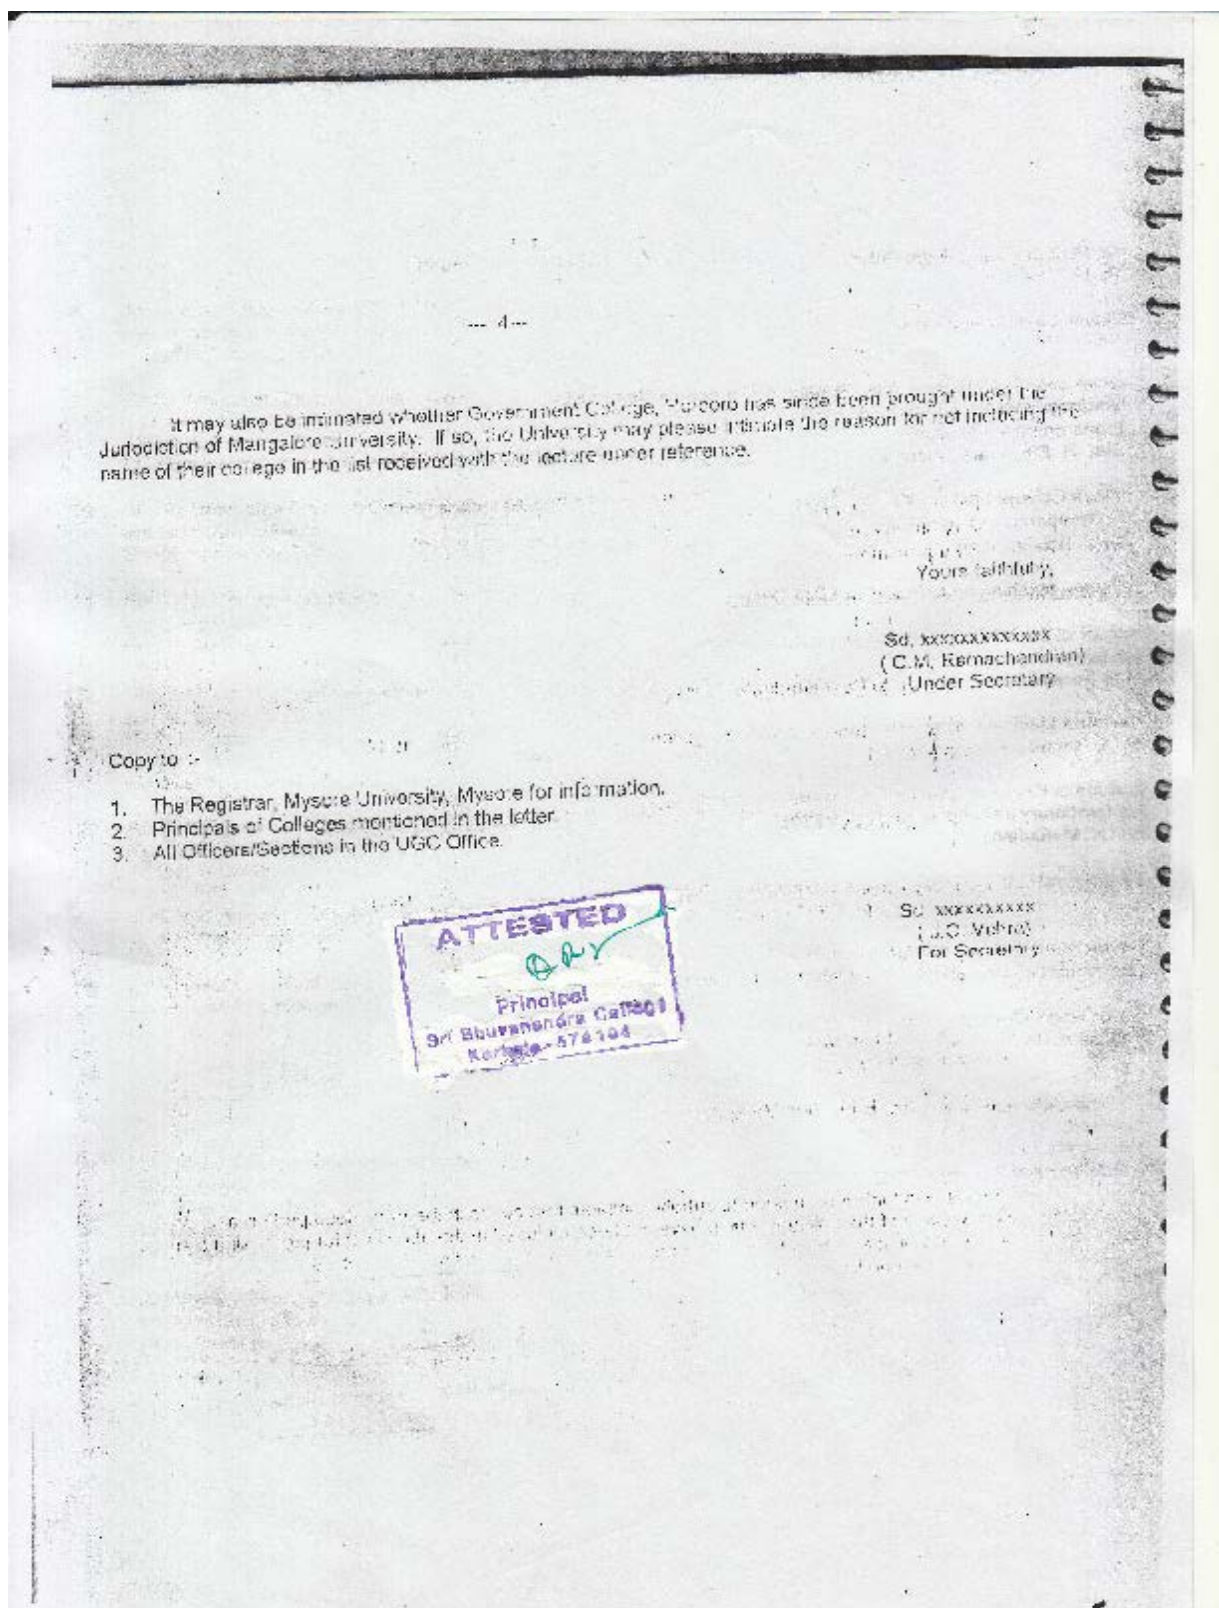 --- 4---
It may also be intimated whether Government College, has since been brought under the
Jurisdiction of Mangalore University. If so, the University may please intimate the reason for not including the
name of their college in the list received with the lecture under reference.
Yours faithfully,
Sd. xxxxxxxxxxxxx
( C.M. Ramachandran)
Under Secretary
Copy to :-
1. The Registrar, Mysore University, Mysore for information.
2. Principals of Colleges mentioned in the letter.
3. All Officers/Sections in the UGC Office.
Sd. xxxxxxxxxx
For Secretary
ATTESTED
Principal
Sri Bhuvanendra College
Karkala - 574 104